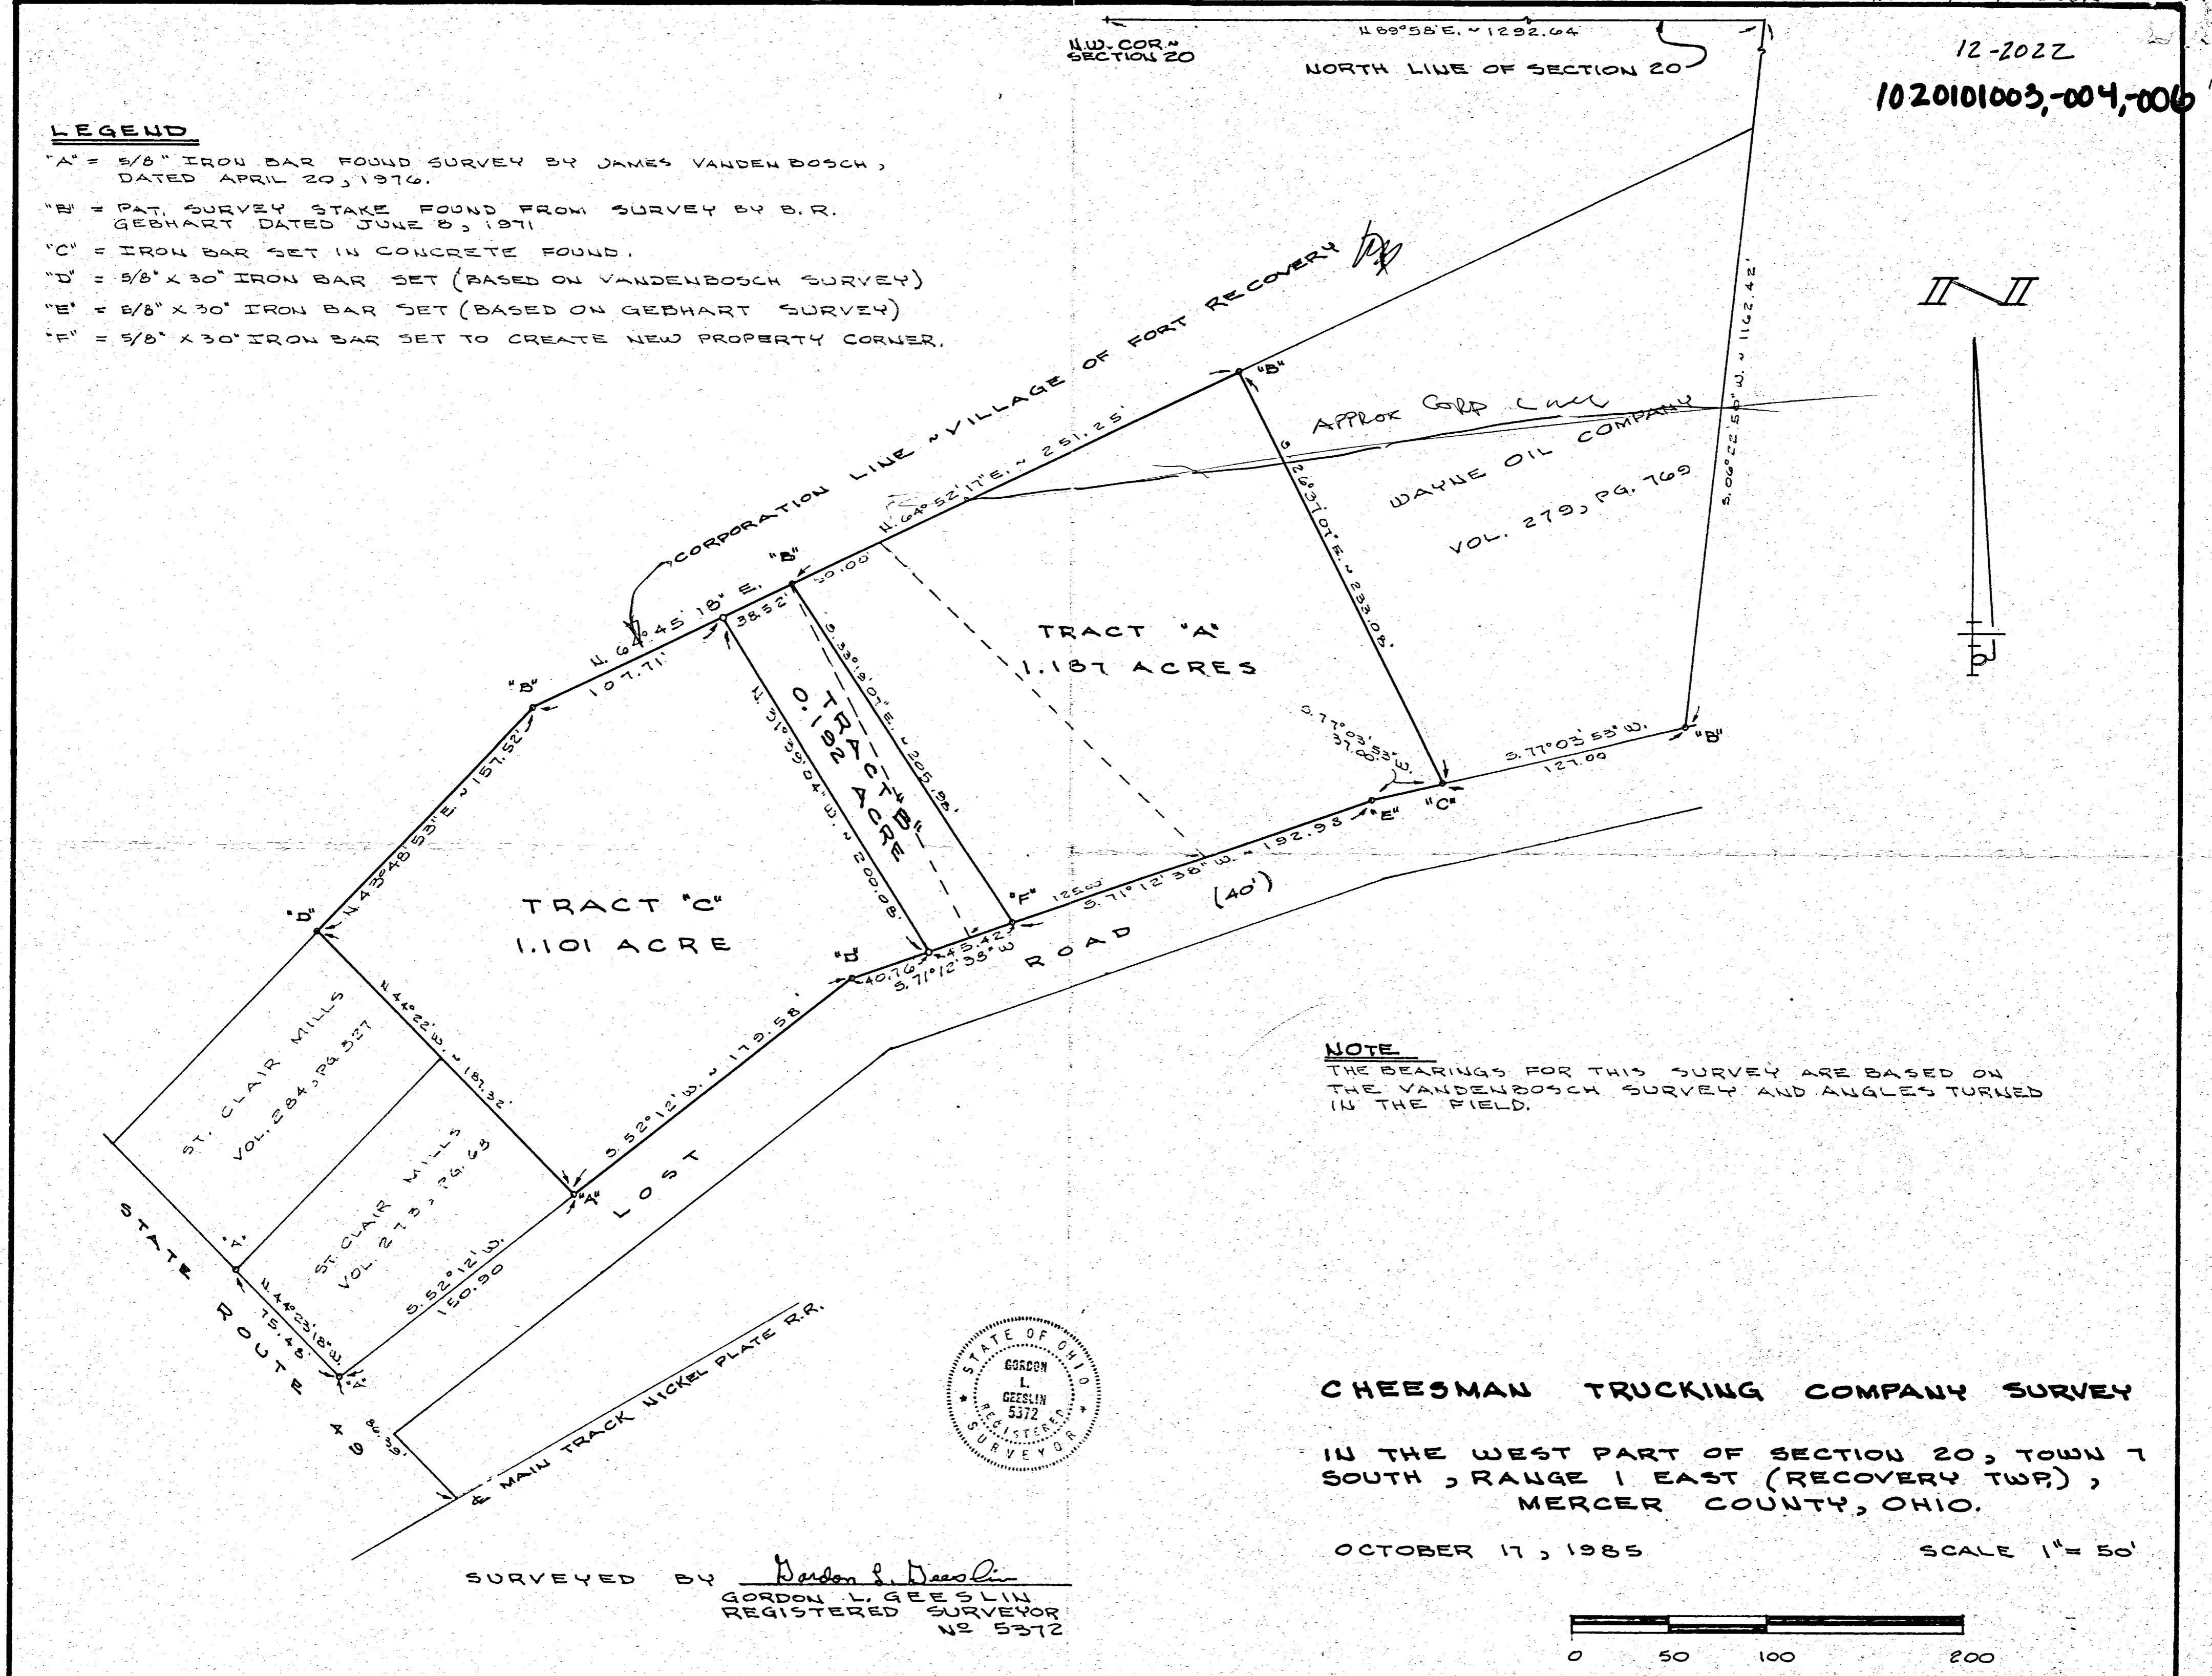 N.W. COR. ~
SECTION 20
N 89°58' E. ~ 1292.64
NORTH LINE OF SECTION 20
12-2022
1020101003,-004,-006
LEGEND
"A" = 5/8" IRON BAR FOUND SURVEY BY JAMES VANDEN BOSCH,
DATED APRIL 20, 1976.
"B" = PAT. SURVEY STAKE FOUND FROM SURVEY BY B.R.
GEBHART DATED JUNE 8, 1971
"C" = IRON BAR SET IN CONCRETE FOUND.
"D" = 5/8" X 30" IRON BAR SET (BASED ON VANDENBOSCH SURVEY)
"E" = 5/8" X 30" IRON BAR SET (BASED ON GEBHART SURVEY)
"F" = 5/8" X 30" IRON BAR SET TO CREATE NEW PROPERTY CORNER.
N
CORPORATION LINE ~ VILLAGE OF FORT RECOVERY
N. 64°52'17" E. ~ 251.25'
"B"
APPROX CORP LINE
WAYNE OIL COMPANY
VOL. 279, PG. 769
S. 06°22'50" W. ~ 1162.42'
S 26°37'07" E. ~ 233.08'
"B"
50.00'
N. 64°45'18" E.
38.52'
107.71'
"B"
TRACT "A"
1.187 ACRES
S. 33°19'07" E. ~ 205.98'
TRACT "B"
0.192 ACRE
N. 31°39'04" W. ~ 200.08'
S. 77°03'53" W.
37.00'
S. 77°03'53" W.
127.00
"B"
"C"
"E"
N. 43°48'53" E. ~ 157.52'
"D"
TRACT "C"
1.101 ACRE
"F"
125.00'
S. 71°12'38" W. ~ 192.98
(40')
"D"
40.76'
45.42'
S. 71°12'38" W
LOST ROAD
N 44°22' W. ~ 187.32'
S. 52°12' W. ~ 179.58'
ST. CLAIR MILLS
VOL. 284, PG 527
ST. CLAIR MILLS
VOL. 273, PG. 68
"A"
"A"
S. 52°12' W.
150.90
N. 44°23'18" W.
75.48'
"A"
STATE ROUTE 49
86.39'
℄ MAIN TRACK NICKEL PLATE R.R.
NOTE
THE BEARINGS FOR THIS SURVEY ARE BASED ON
THE VANDENBOSCH SURVEY AND ANGLES TURNED
IN THE FIELD.
STATE OF OHIO
GORDON
L.
GEESLIN
5372
REGISTERED
SURVEYOR
CHEESMAN TRUCKING COMPANY SURVEY
IN THE WEST PART OF SECTION 20, TOWN 7
SOUTH, RANGE 1 EAST (RECOVERY TWP.),
MERCER COUNTY, OHIO.
OCTOBER 17, 1985
SCALE 1" = 50'
SURVEYED BY Gordon L. Geeslin
GORDON L. GEESLIN
REGISTERED SURVEYOR
Nº 5372
0 50 100 200